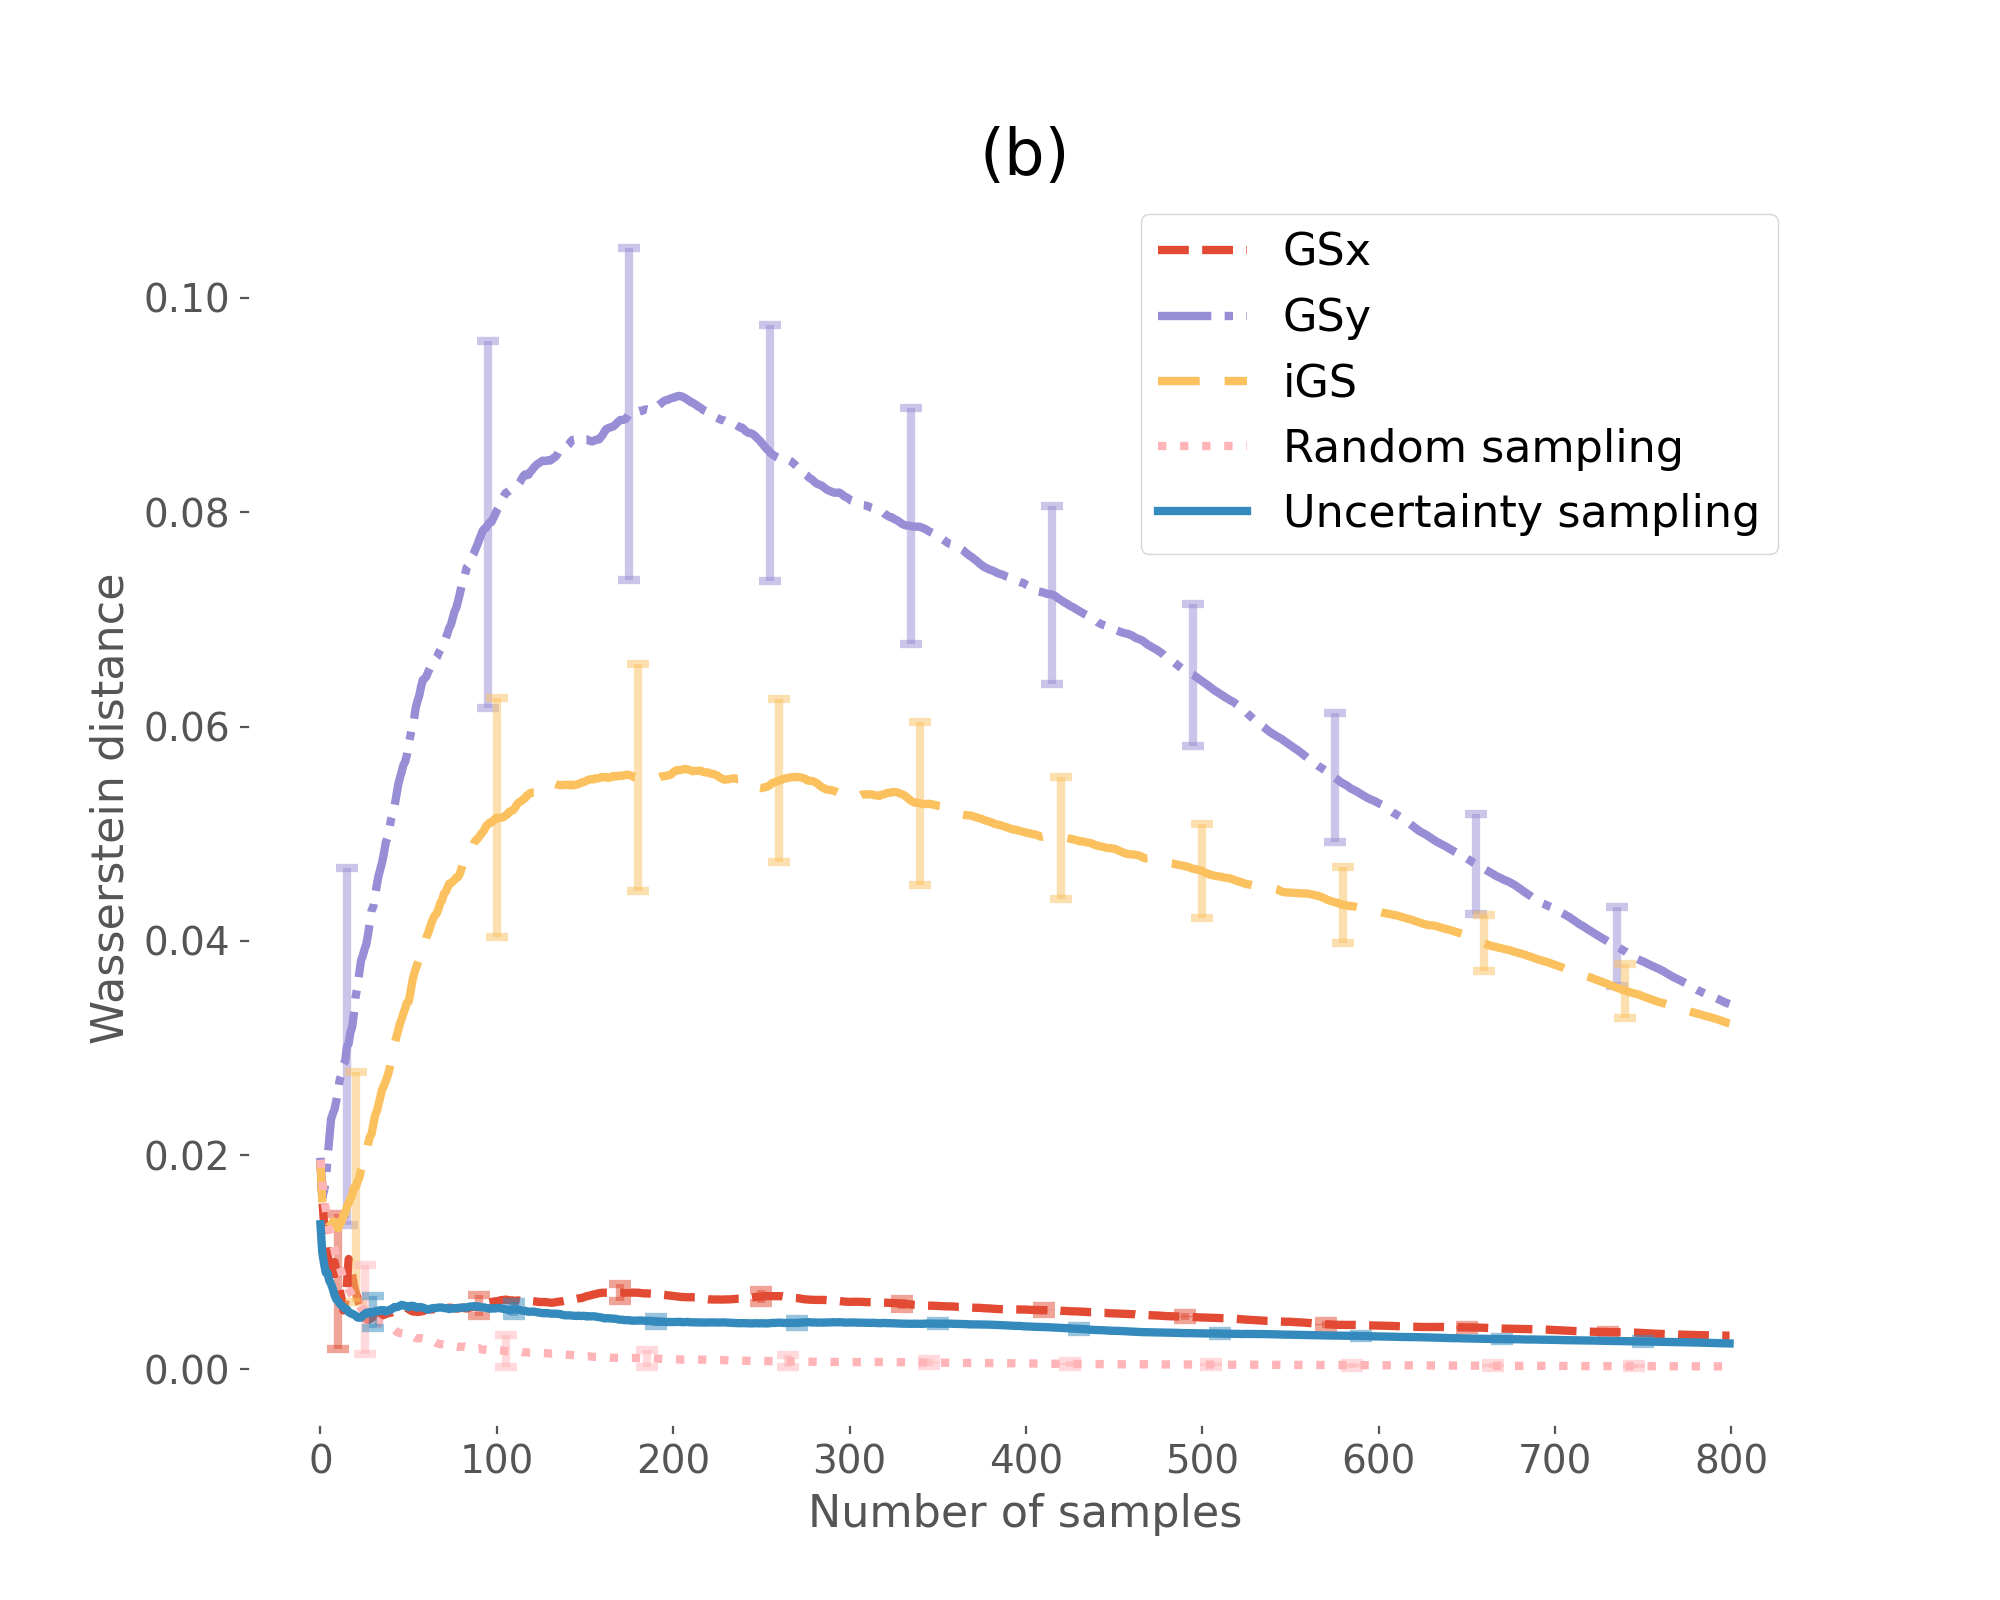 (b)
GSx
GSy
iGS
Random sampling
Uncertainty sampling
Wasserstein distance
0.10
0.08
0.06
0.04
0.02
0.00
0 100 200 300 400 500 600 700 800
Number of samples